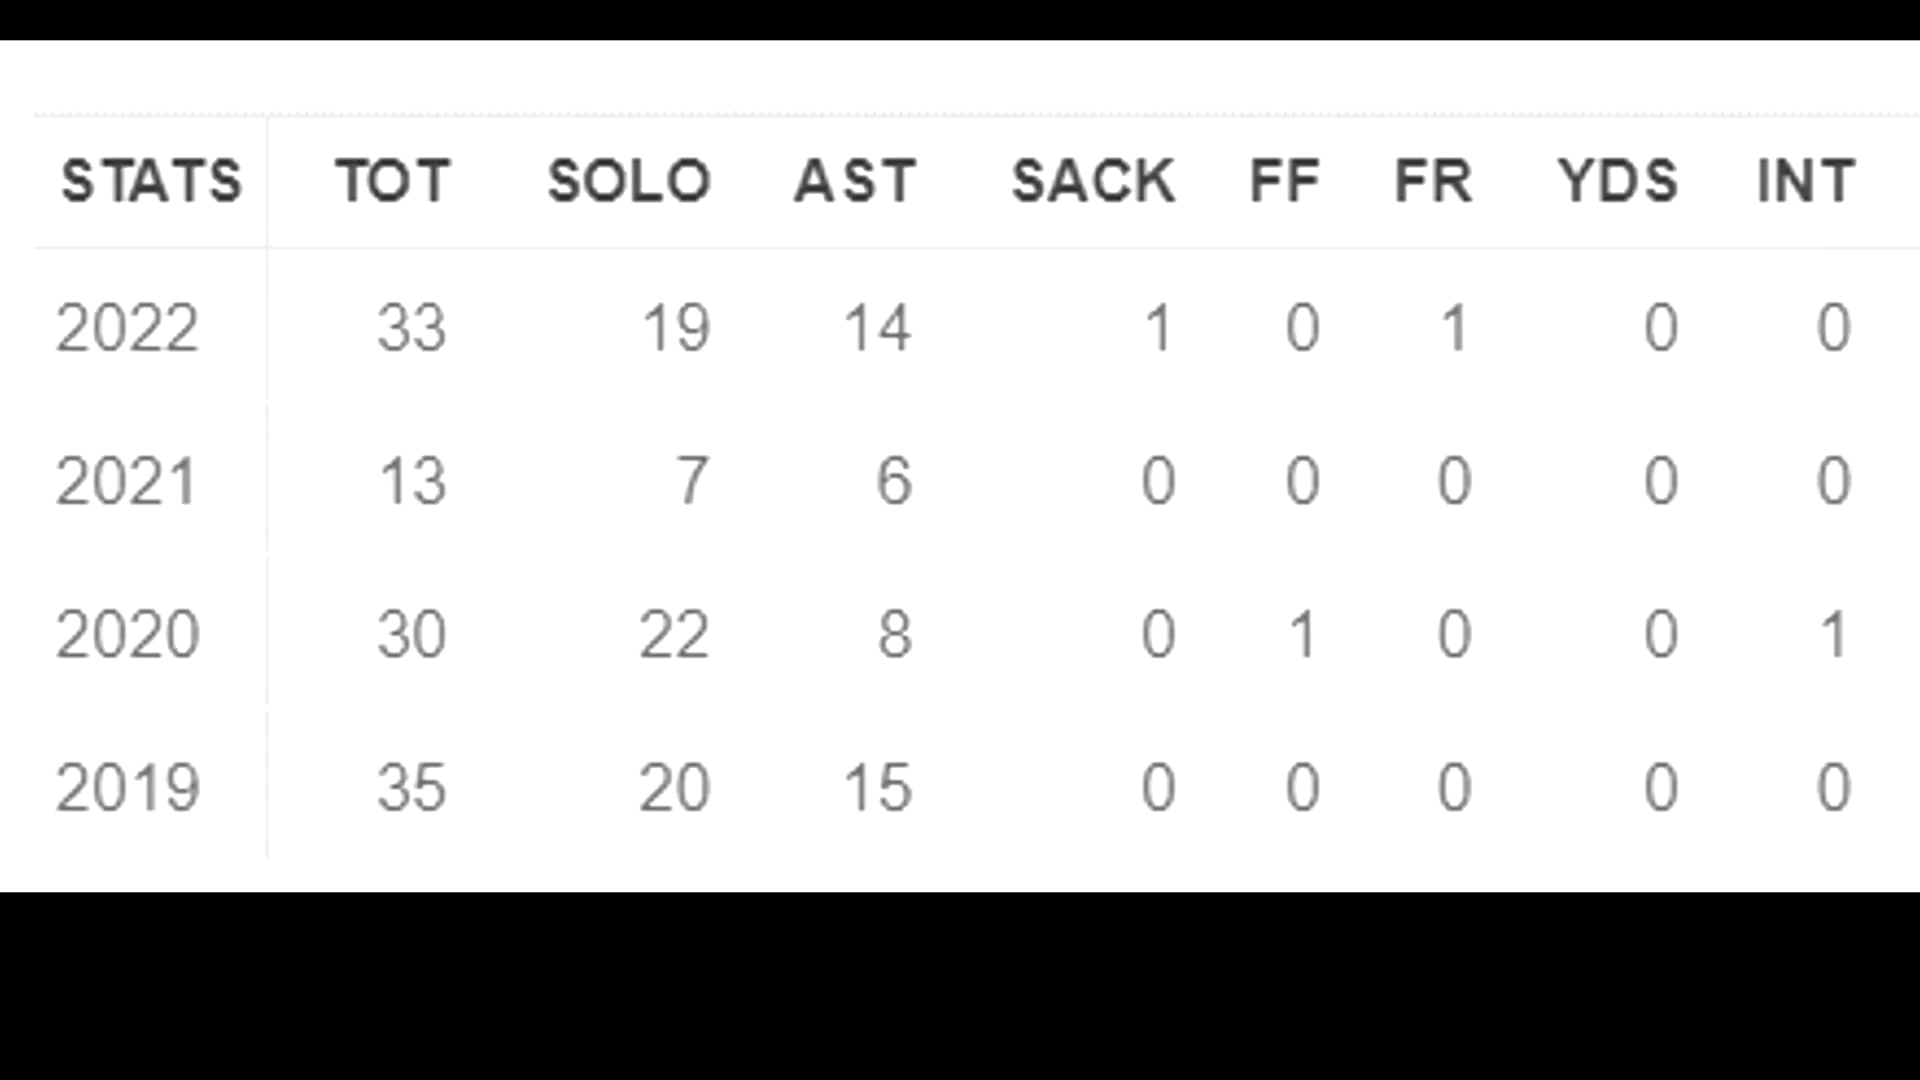 STATS TOT SOLO AST SACK FF FR YDS INT
2022 33 19 14 1 0 1 0 0
2021 13 7 6 0 0 0 0 0
2020 30 22 8 0 1 0 0 1
2019 35 20 15 0 0 0 0 0